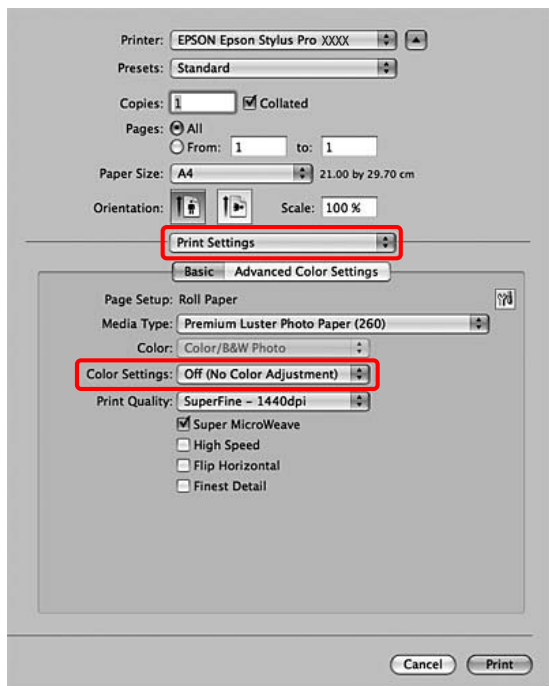 Printer: EPSON Epson Stylus Pro XXXX
Presets: Standard
Copies: 1 Collated
Pages: All
From: 1 to: 1
Paper Size: A4 21.00 by 29.70 cm
Orientation: Scale: 100 %
Print Settings
Basic Advanced Color Settings
Page Setup: Roll Paper
Media Type: Premium Luster Photo Paper (260)
Color: Color/B&W Photo
Color Settings: Off (No Color Adjustment)
Print Quality: SuperFine – 1440dpi
Super MicroWeave
High Speed
Flip Horizontal
Finest Detail
Cancel Print